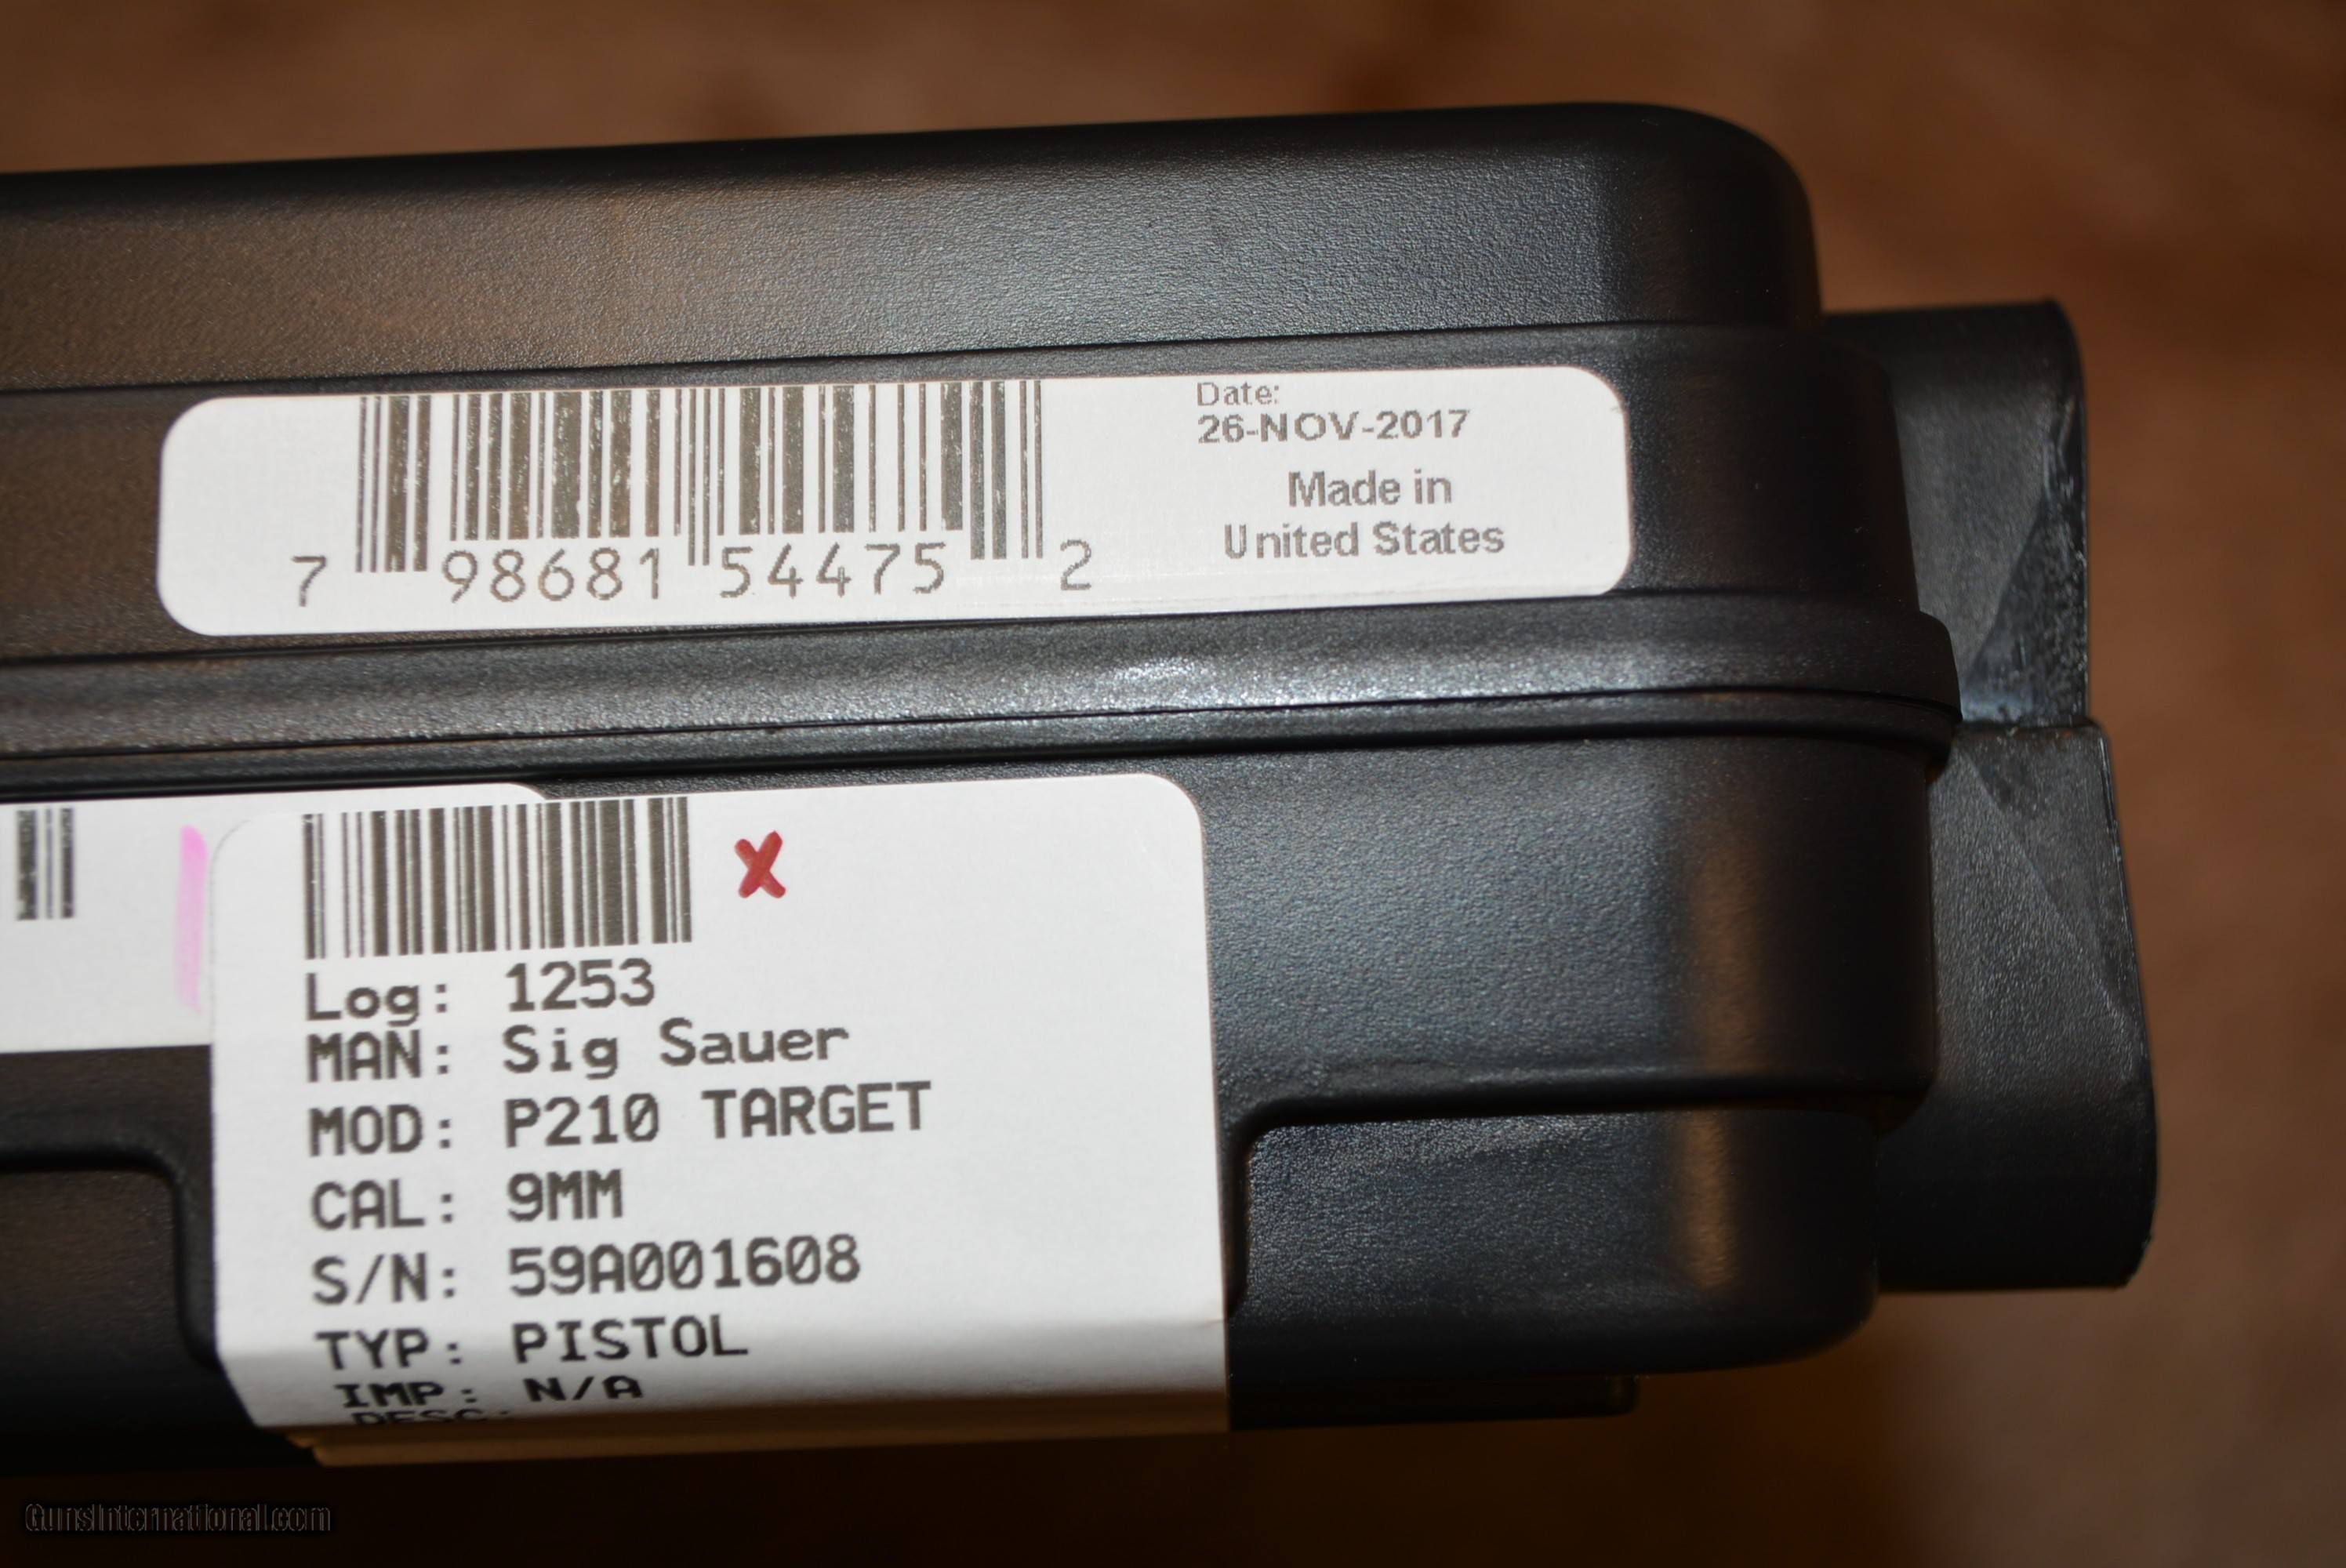 Date:
26-NOV-2017
Made in
United States
7 98681 54475 2
X
Log: 1253
MAN: Sig Sauer
MOD: P210 TARGET
CAL: 9MM
S/N: 59A001608
TYP: PISTOL
IMP: N/A
DESC:
GunsInternational.com